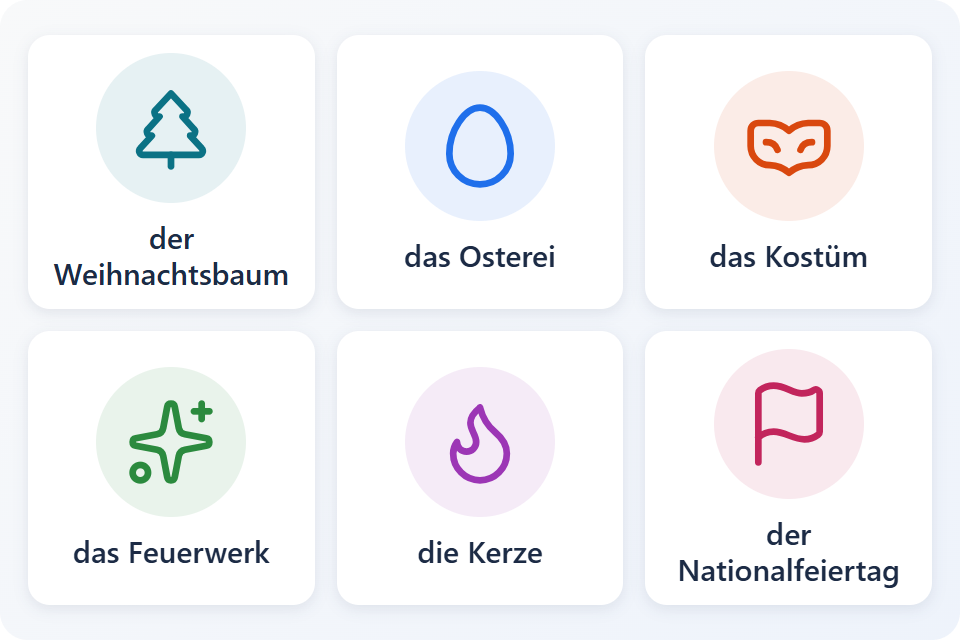 der
Weihnachtsbaum
das Osterei
das Kostüm
das Feuerwerk
die Kerze
der
Nationalfeiertag